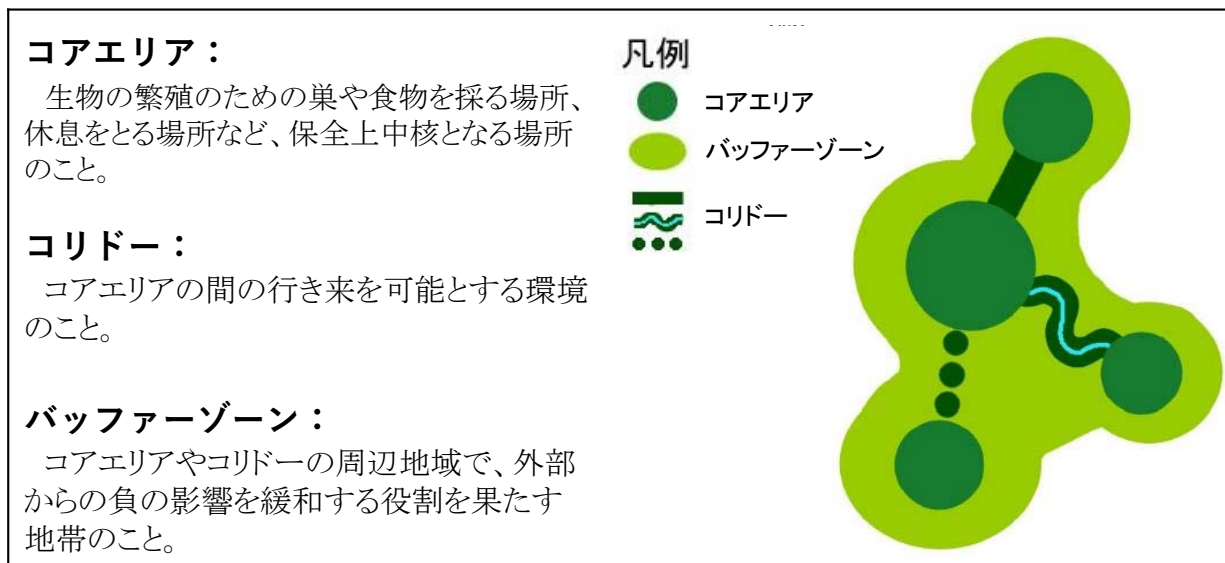 コアエリア：
生物の繁殖のための巣や食物を採る場所、
休息をとる場所など、保全上中核となる場所
のこと。
コリドー：
コアエリアの間の行き来を可能とする環境
のこと。
バッファーゾーン：
コアエリアやコリドーの周辺地域で、外部
からの負の影響を緩和する役割を果たす
地帯のこと。
凡例
コアエリア
バッファーゾーン
コリドー